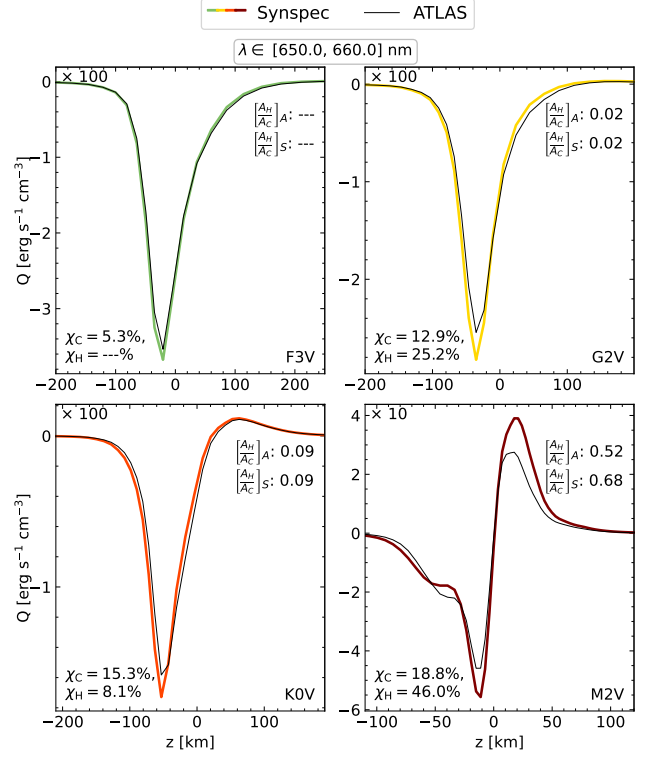 Synspec ATLAS
λ ∈ [650.0, 660.0] nm
× 100
[A_H/A_C]_A: ---
[A_H/A_C]_S: ---
χ_C = 5.3%,
χ_H = ---%
F3V
0
−1
−2
−3
−200 −100 0 100 200
Q [erg s⁻¹ cm⁻³]
× 100
[A_H/A_C]_A: 0.02
[A_H/A_C]_S: 0.02
χ_C = 12.9%,
χ_H = 25.2%
G2V
0
−1
−2
−200 −100 0 100
× 100
[A_H/A_C]_A: 0.09
[A_H/A_C]_S: 0.09
χ_C = 15.3%,
χ_H = 8.1%
K0V
0
−1
−200 −100 0 100
z [km]
Q [erg s⁻¹ cm⁻³]
× 10
[A_H/A_C]_A: 0.52
[A_H/A_C]_S: 0.68
χ_C = 18.8%,
χ_H = 46.0%
M2V
4
2
0
−2
−4
−6
−100 −50 0 50 100
z [km]